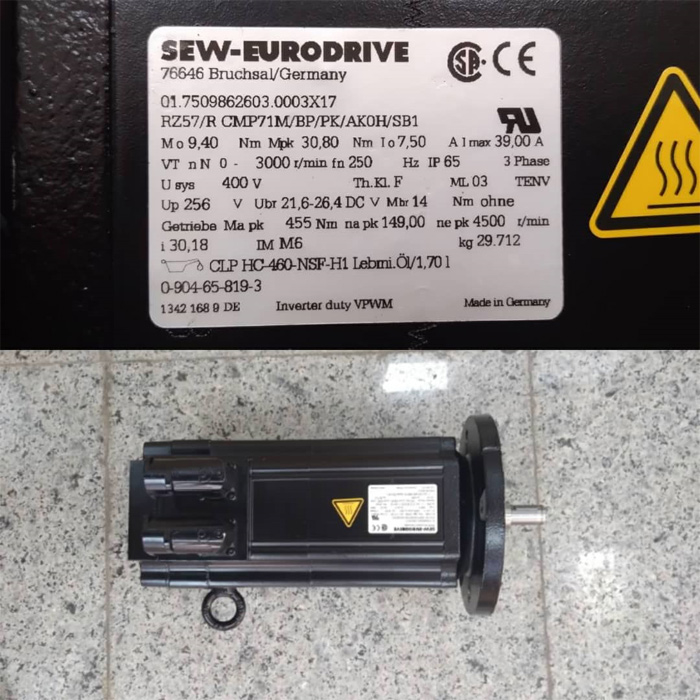 SEW-EURODRIVE
76646 Bruchsal/Germany
SA® CE
01.7509862603.0003X17
RZ57/R CMP71M/BP/PK/AK0H/SB1
Mo 9,40 Nm Mpk 30,80 Nm Io 7,50 A Imax 39,00 A
VT nN 0 - 3000 r/min fn 250 Hz IP 65 3 Phase
U sys 400 V Th.Kl. F ML 03 TENV
Up 256 V Ubr 21,6-26,4 DC V Mbr 14 Nm ohne
Getriebe Ma pk 455 Nm na pk 149,00 ne pk 4500 r/min
i 30,18 IM M6 kg 29.712
CLP HC-460-NSF-H1 Lebmi.Öl/1,70 l
0-904-65-819-3
1342 168 9 DE Inverter duty VPWM Made in Germany
SEW-EURODRIVE